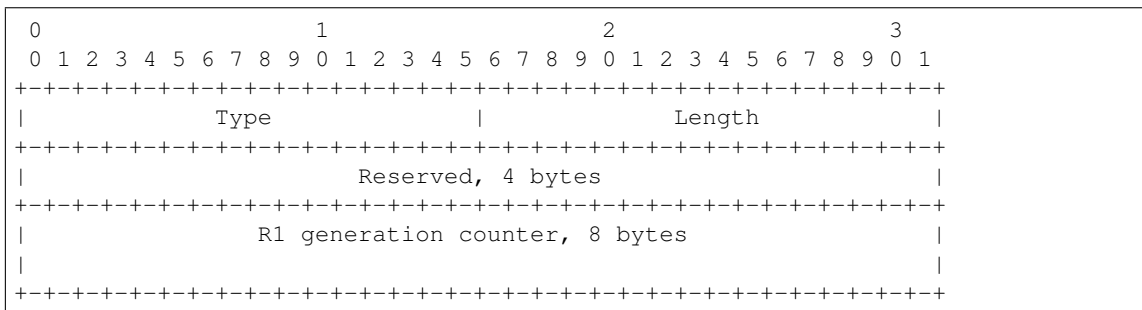 0                   1                   2                   3
 0 1 2 3 4 5 6 7 8 9 0 1 2 3 4 5 6 7 8 9 0 1 2 3 4 5 6 7 8 9 0 1
+-+-+-+-+-+-+-+-+-+-+-+-+-+-+-+-+-+-+-+-+-+-+-+-+-+-+-+-+-+-+-+-+
|             Type              |             Length            |
+-+-+-+-+-+-+-+-+-+-+-+-+-+-+-+-+-+-+-+-+-+-+-+-+-+-+-+-+-+-+-+-+
|                       Reserved, 4 bytes                       |
+-+-+-+-+-+-+-+-+-+-+-+-+-+-+-+-+-+-+-+-+-+-+-+-+-+-+-+-+-+-+-+-+
|                R1 generation counter, 8 bytes                 |
|                                                               |
+-+-+-+-+-+-+-+-+-+-+-+-+-+-+-+-+-+-+-+-+-+-+-+-+-+-+-+-+-+-+-+-+